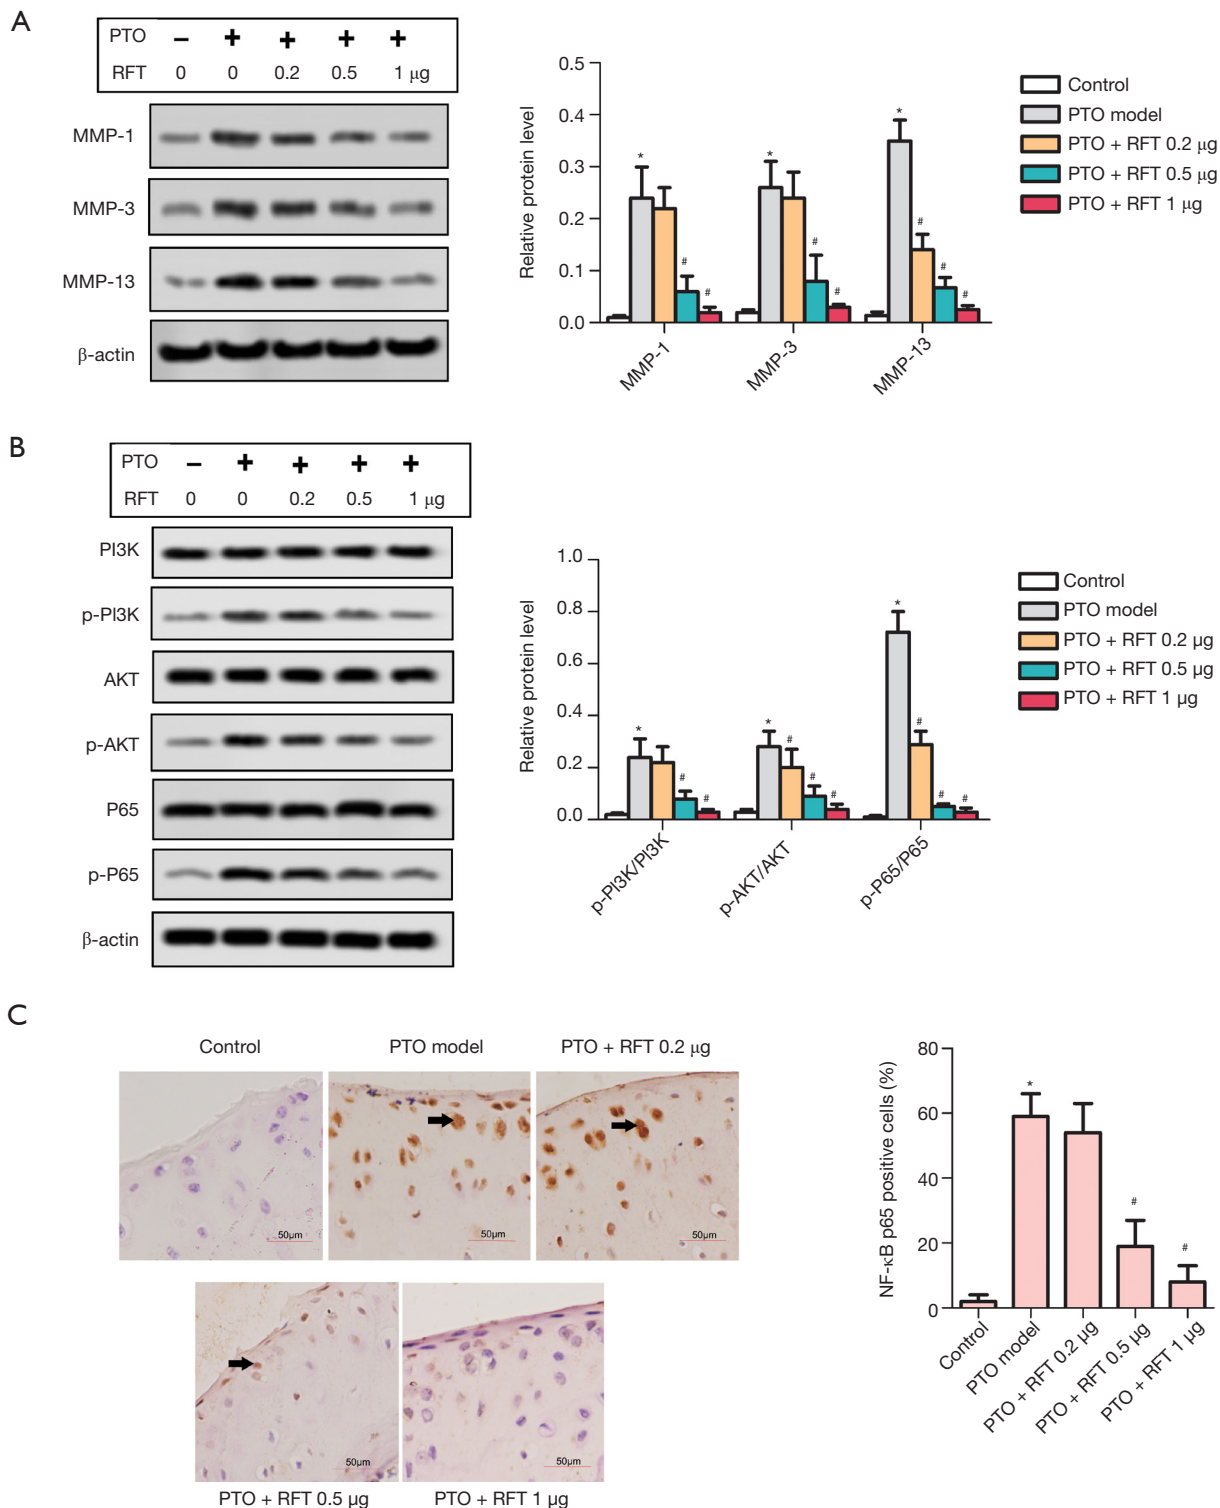 A
PTO − + + + +
RFT 0 0 0.2 0.5 1 μg
MMP-1
MMP-3
MMP-13
β-actin
Relative protein level
0.5
0.4
0.3
0.2
0.1
0.0
* * *
# # # # # # #
MMP-1
MMP-3
MMP-13
Control
PTO model
PTO + RFT 0.2 μg
PTO + RFT 0.5 μg
PTO + RFT 1 μg
B
PTO − + + + +
RFT 0 0 0.2 0.5 1 μg
PI3K
p-PI3K
AKT
p-AKT
P65
p-P65
β-actin
Relative protein level
1.0
0.8
0.6
0.4
0.2
0.0
* * *
# # # # # # # #
p-PI3K/PI3K
p-AKT/AKT
p-P65/P65
Control
PTO model
PTO + RFT 0.2 μg
PTO + RFT 0.5 μg
PTO + RFT 1 μg
C
Control
PTO model
PTO + RFT 0.2 μg
50μm
50μm
50μm
50μm
50μm
PTO + RFT 0.5 μg
PTO + RFT 1 μg
NF-κB p65 positive cells (%)
80
60
40
20
0
*
#
#
Control
PTO model
PTO + RFT 0.2 μg
PTO + RFT 0.5 μg
PTO + RFT 1 μg